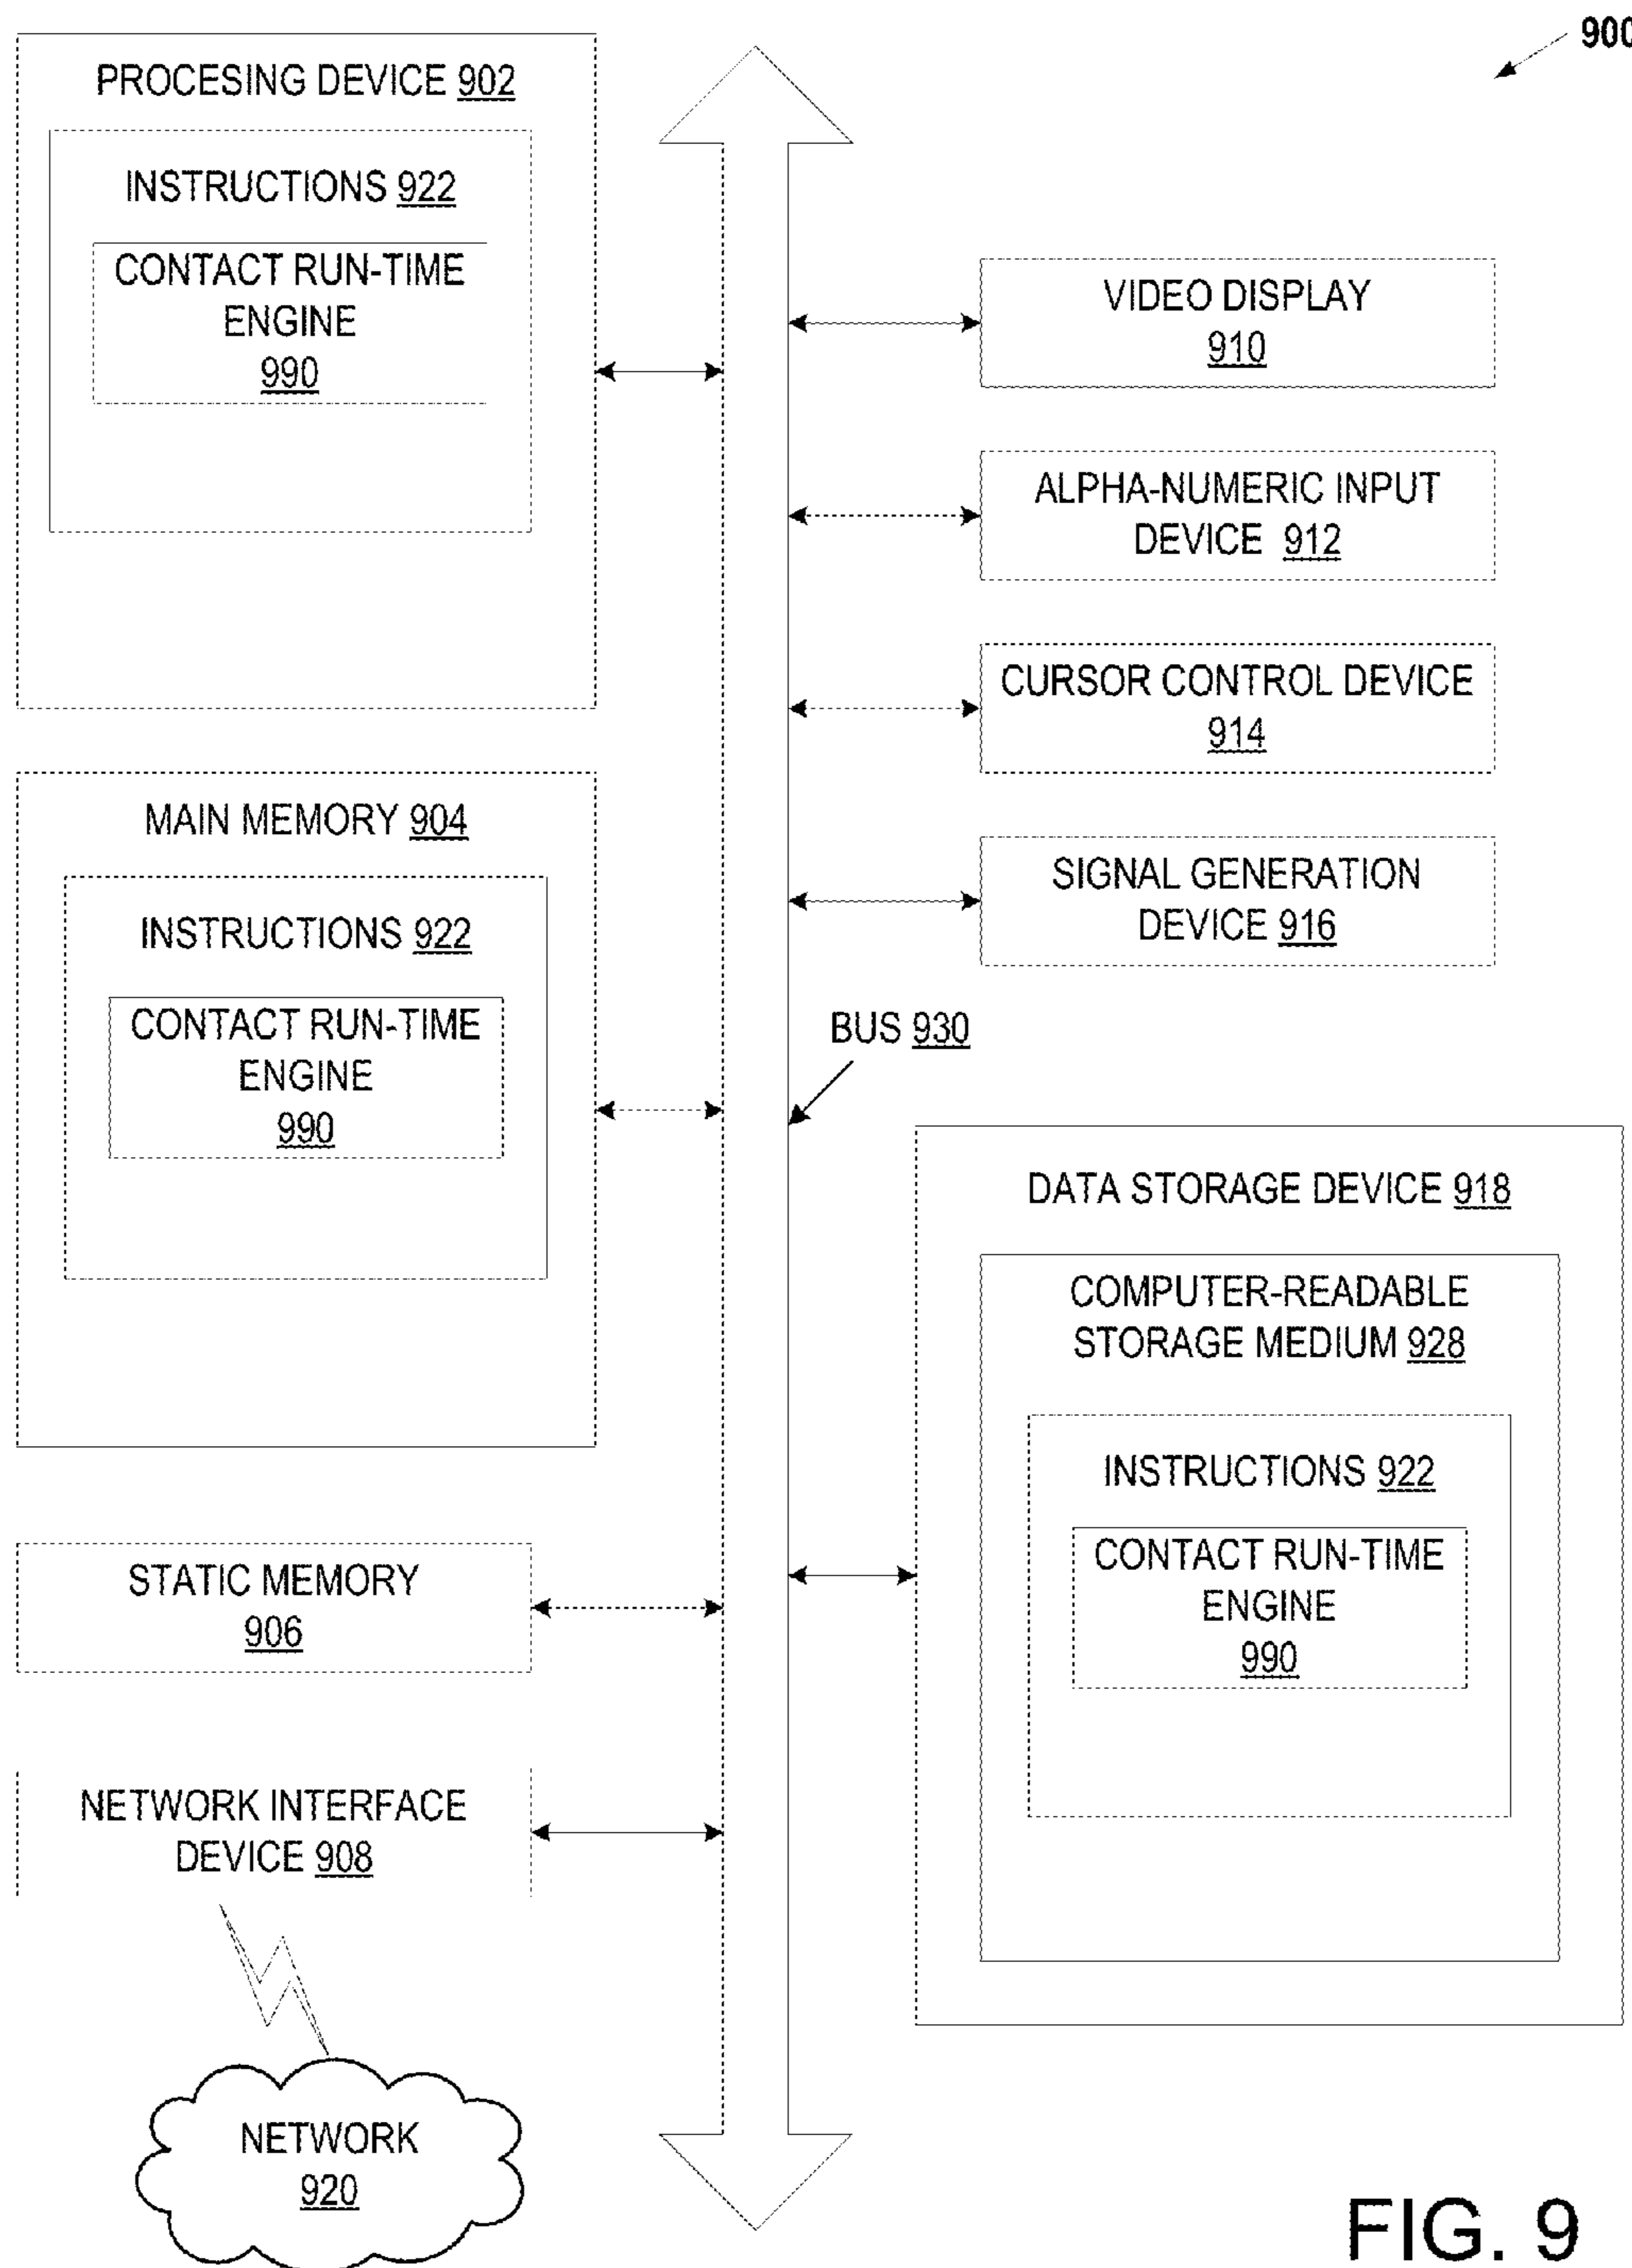 900
PROCESING DEVICE 902
INSTRUCTIONS 922
CONTACT RUN-TIME
ENGINE
990
VIDEO DISPLAY
910
ALPHA-NUMERIC INPUT
DEVICE 912
CURSOR CONTROL DEVICE
914
MAIN MEMORY 904
INSTRUCTIONS 922
CONTACT RUN-TIME
ENGINE
990
SIGNAL GENERATION
DEVICE 916
BUS 930
DATA STORAGE DEVICE 918
COMPUTER-READABLE
STORAGE MEDIUM 928
INSTRUCTIONS 922
CONTACT RUN-TIME
ENGINE
990
STATIC MEMORY
906
NETWORK INTERFACE
DEVICE 908
NETWORK
920
FIG. 9